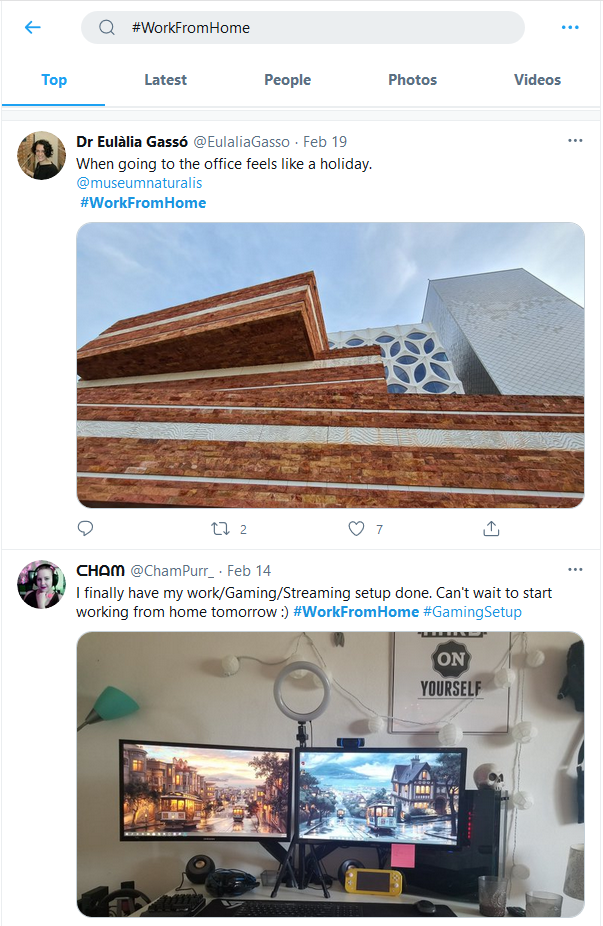 #WorkFromHome
Top Latest People Photos Videos
Dr Eulàlia Gassó @EulaliaGasso · Feb 19
When going to the office feels like a holiday.
@museumnaturalis
#WorkFromHome
2 7
CHAM @ChamPurr_ · Feb 14
I finally have my work/Gaming/Streaming setup done. Can't wait to start
working from home tomorrow :) #WorkFromHome #GamingSetup
ON
YOURSELF